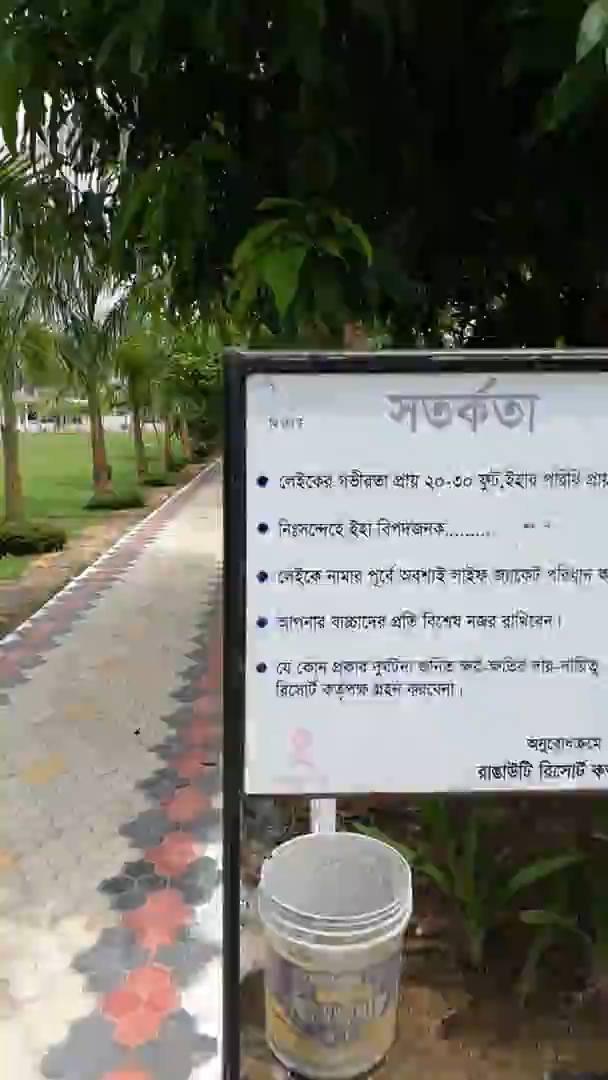 সতর্কতা
লেইকের গভীরতা প্রায় ২০-৩০ ফুট,ইহার পরিধি প্রায়
নিঃসন্দেহে ইহা বিপদজনক..........
লেইকে নামার পূর্বে অবশ্যই লাইফ জ্যাকেট পরিধান
আপনার বাচ্চাদের প্রতি বিশেষ নজর রাখিবেন।
যে কোন প্রকার দুর্ঘটনা জনিত ক্ষয়-ক্ষতির দায়-দায়িত্ব
রিসোর্ট কর্তৃপক্ষ গ্রহন করবেনা।
অনুরোধক্রমে
রাঙাউটি রিসোর্ট